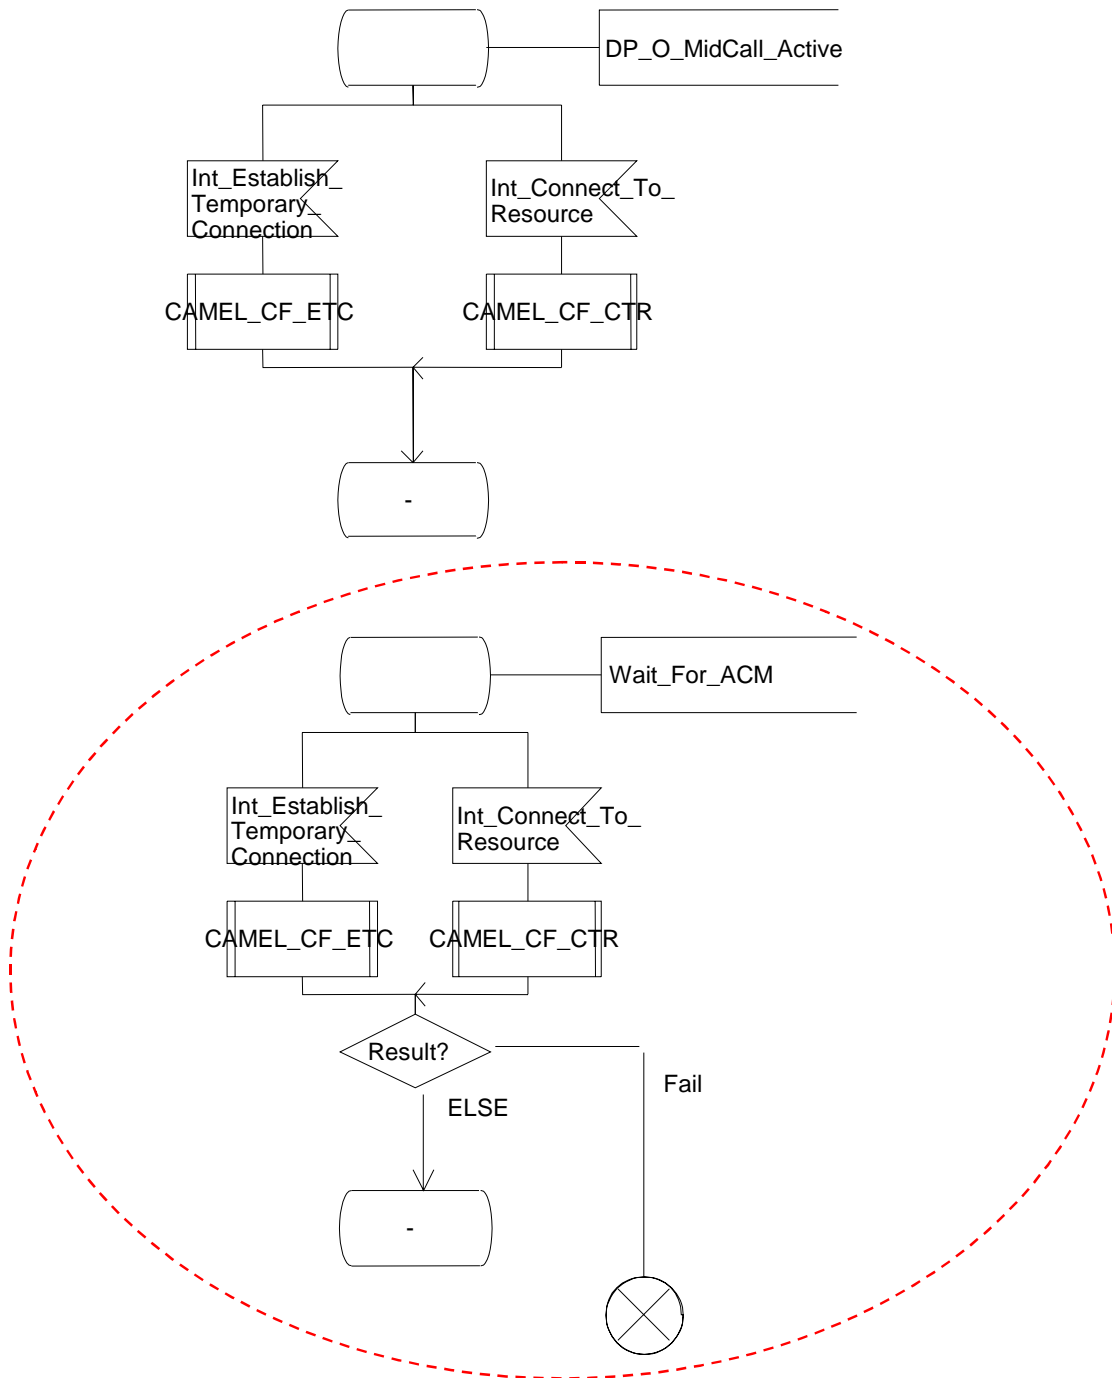 DP_O_MidCall_Active
Int_Establish_
Temporary_
Connection
Int_Connect_To_
Resource
CAMEL_CF_ETC
CAMEL_CF_CTR
-
Wait_For_ACM
Int_Establish_
Temporary_
Connection
Int_Connect_To_
Resource
CAMEL_CF_ETC
CAMEL_CF_CTR
Result?
Fail
ELSE
-